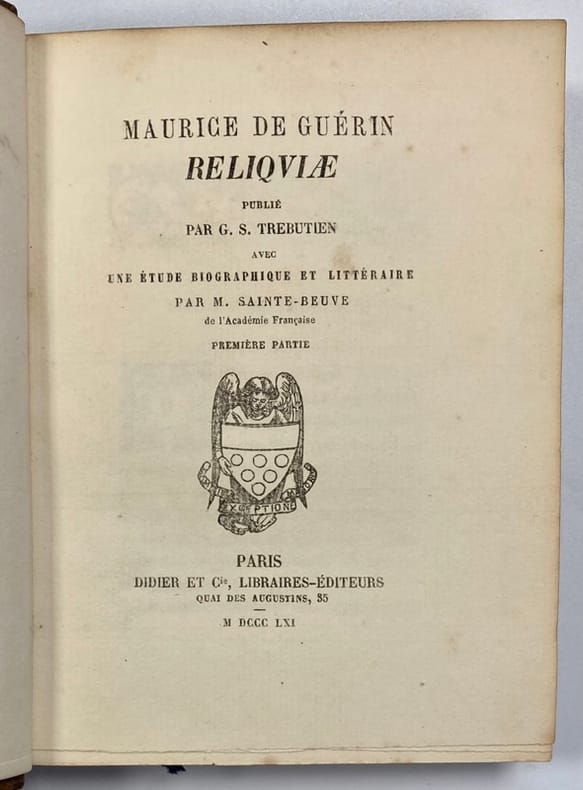 MAURICE DE GUÉRIN
RELIQVIÆ
PUBLIÉ
PAR G. S. TREBUTIEN
AVEC
UNE ÉTUDE BIOGRAPHIQUE ET LITTÉRAIRE
PAR M. SAINTE-BEUVE
de l'Académie Française
PREMIÈRE PARTIE
EXCEPTIONE
PARIS
DIDIER ET Cie, LIBRAIRES-ÉDITEURS
QUAI DES AUGUSTINS, 35
M DCCC LXI